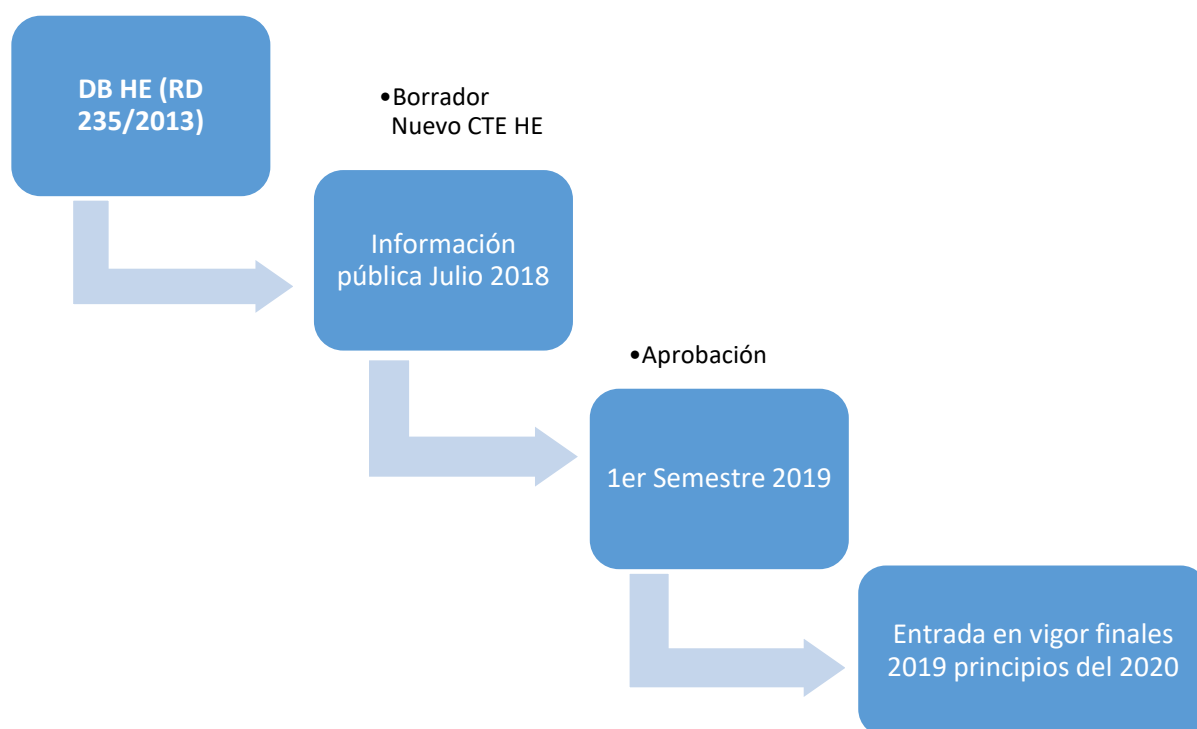 DB HE (RD
235/2013)
•Borrador
Nuevo CTE HE
Información
pública Julio 2018
•Aprobación
1er Semestre 2019
Entrada en vigor finales
2019 principios del 2020